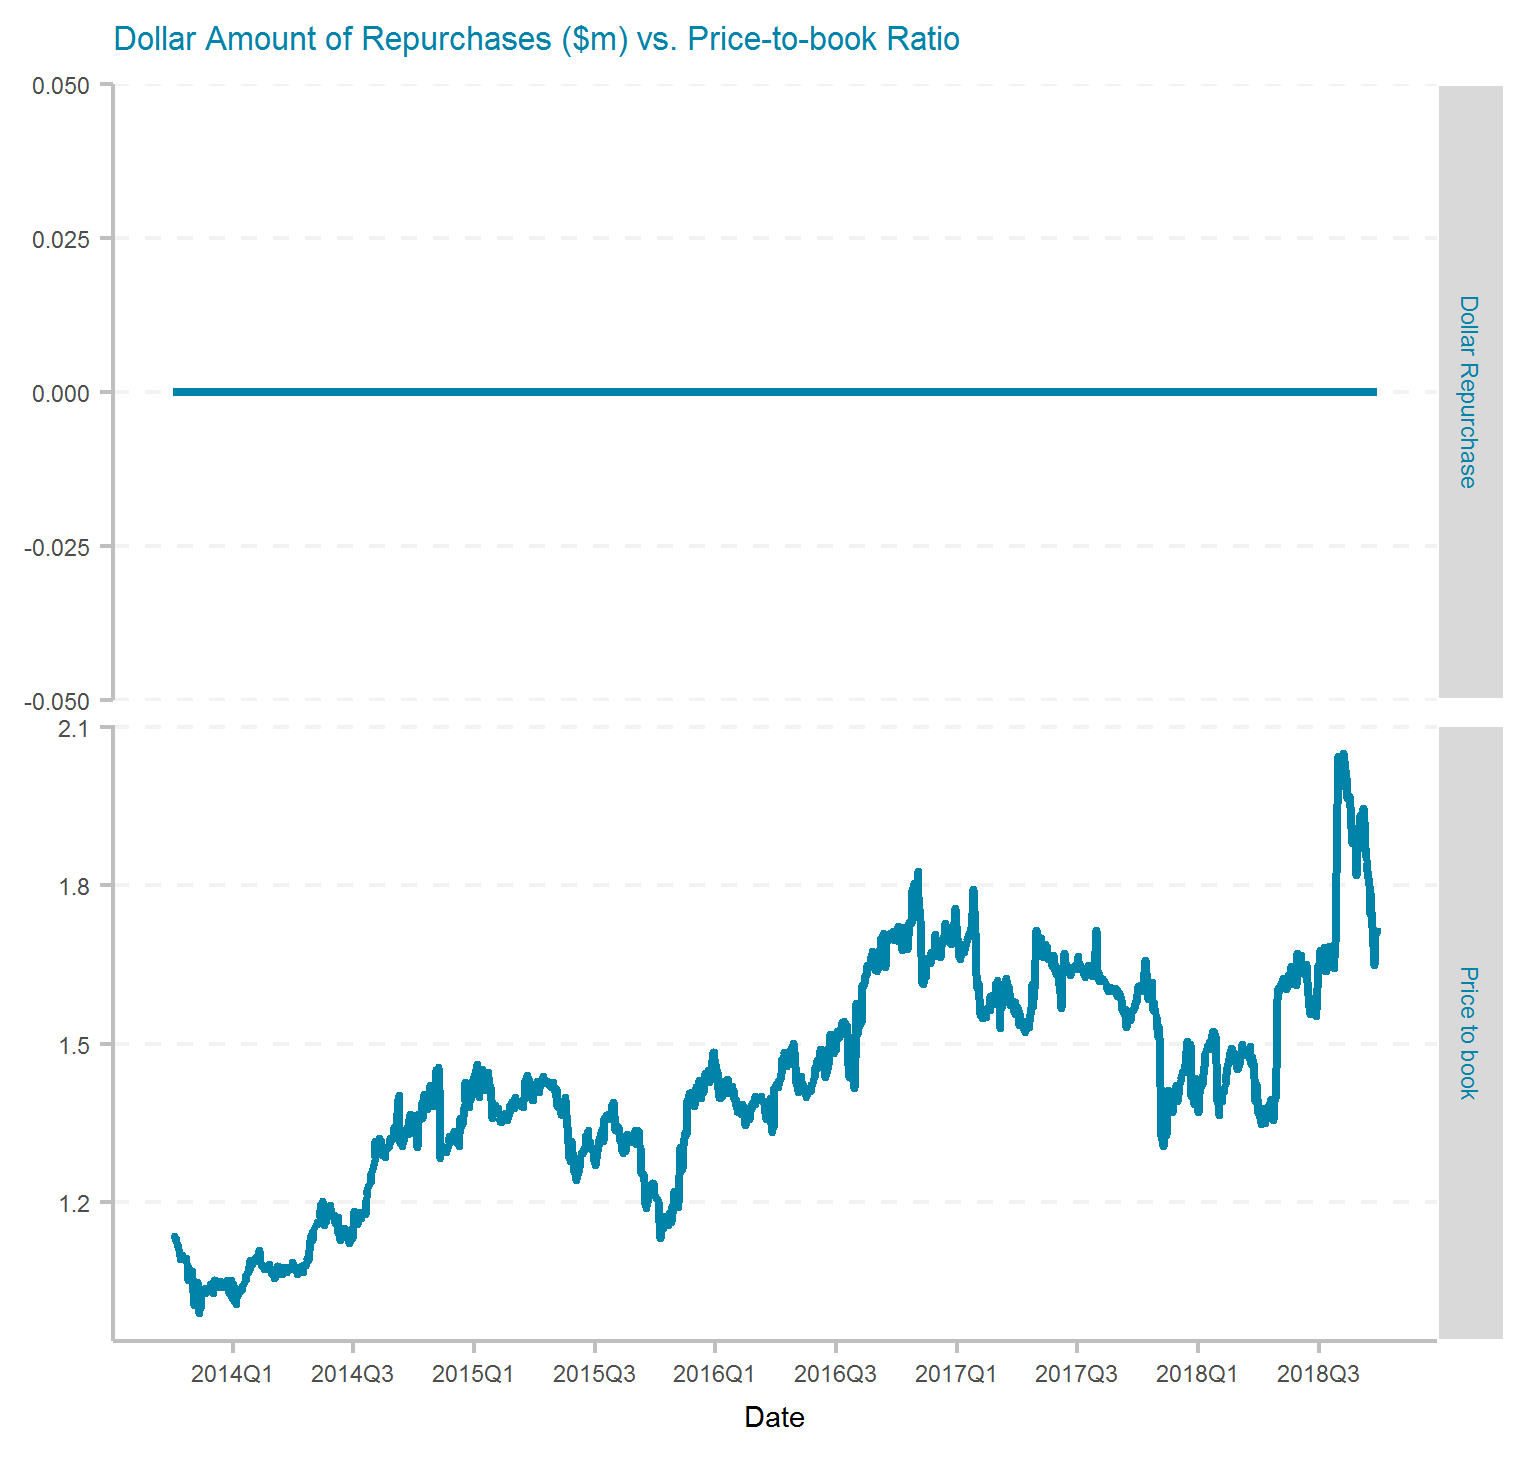 Dollar Amount of Repurchases ($m) vs. Price-to-book Ratio
0.050
0.025
0.000
-0.025
-0.050
Dollar Repurchase
2.1
1.8
1.5
1.2
Price to book
2014Q1 2014Q3 2015Q1 2015Q3 2016Q1 2016Q3 2017Q1 2017Q3 2018Q1 2018Q3
Date